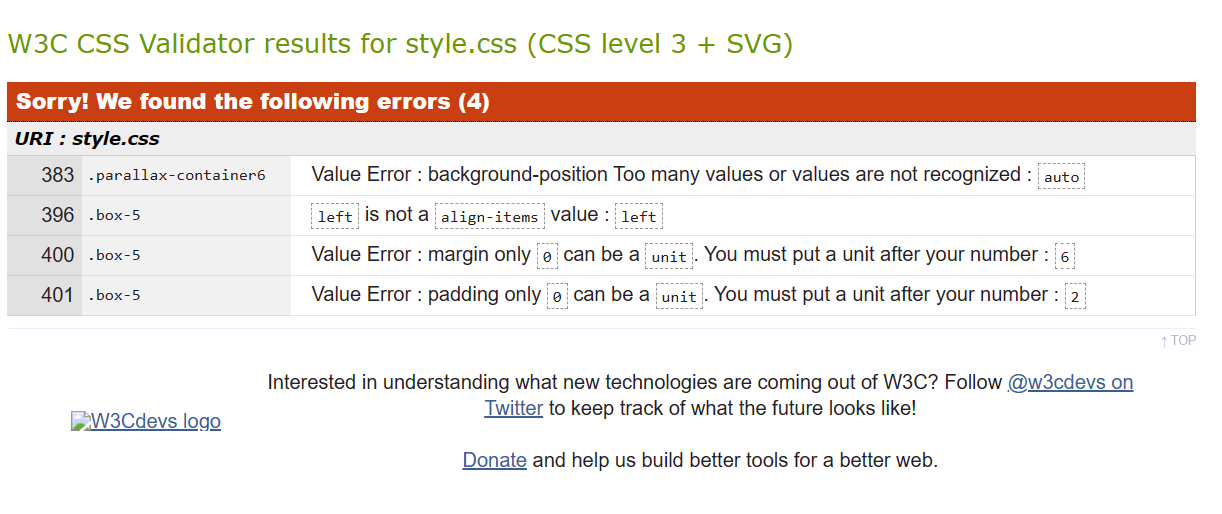 W3C CSS Validator results for style.css (CSS level 3 + SVG)
Sorry! We found the following errors (4)
URI : style.css
383 .parallax-container6 Value Error : background-position Too many values or values are not recognized : auto
396 .box-5 left is not a align-items value : left
400 .box-5 Value Error : margin only 0 can be a unit. You must put a unit after your number : 6
401 .box-5 Value Error : padding only 0 can be a unit. You must put a unit after your number : 2
↑ TOP
Interested in understanding what new technologies are coming out of W3C? Follow @w3cdevs on
Twitter to keep track of what the future looks like!
W3Cdevs logo
Donate and help us build better tools for a better web.